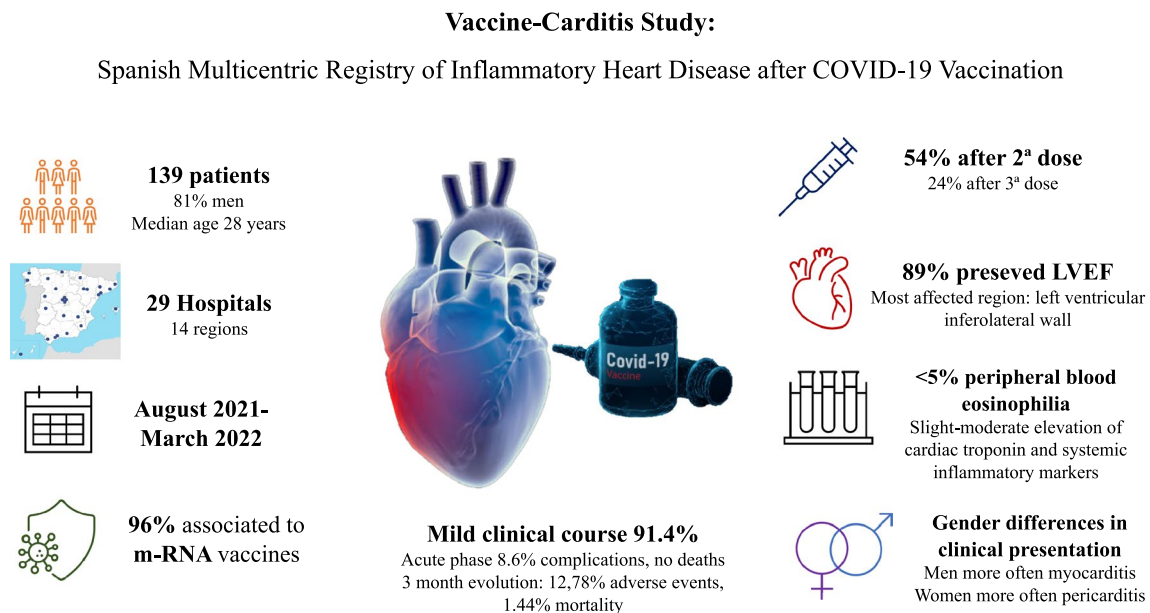 Vaccine-Carditis Study:
Spanish Multicentric Registry of Inflammatory Heart Disease after COVID-19 Vaccination
139 patients
81% men
Median age 28 years
29 Hospitals
14 regions
August 2021-
March 2022
96% associated to
m-RNA vaccines
Covid-19
Vaccine
Mild clinical course 91.4%
Acute phase 8.6% complications, no deaths
3 month evolution: 12,78% adverse events,
1.44% mortality
54% after 2ª dose
24% after 3ª dose
89% preseved LVEF
Most affected region: left ventricular
inferolateral wall
<5% peripheral blood
eosinophilia
Slight-moderate elevation of
cardiac troponin and systemic
inflammatory markers
Gender differences in
clinical presentation
Men more often myocarditis
Women more often pericarditis